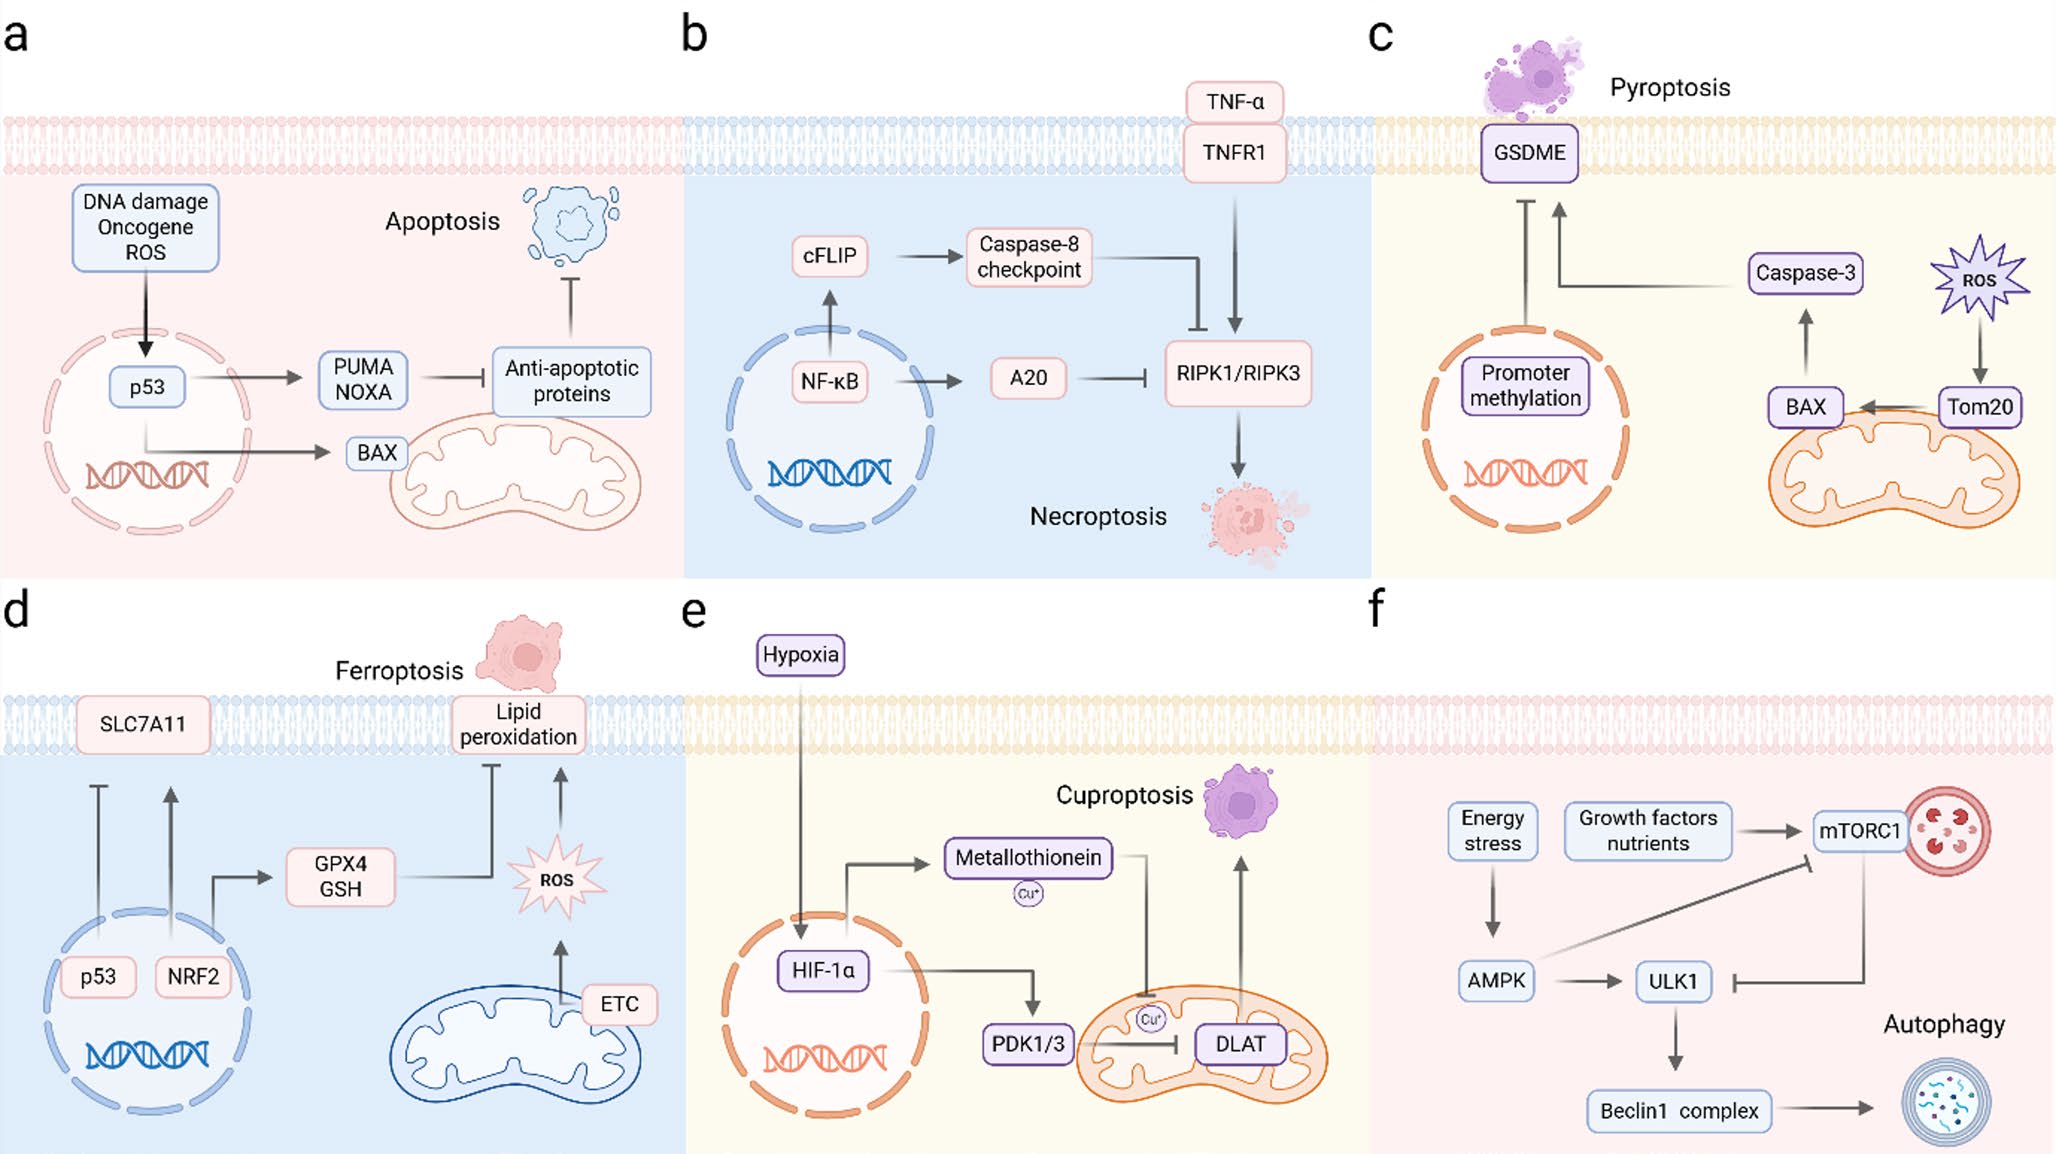 a
DNA damage
Oncogene
ROS
Apoptosis
p53
PUMA
NOXA
Anti-apoptotic
proteins
BAX
b
TNF-α
TNFR1
cFLIP
Caspase-8
checkpoint
NF-κB
A20
RIPK1/RIPK3
Necroptosis
c
Pyroptosis
GSDME
Caspase-3
ROS
Promoter
methylation
BAX
Tom20
d
Ferroptosis
SLC7A11
Lipid
peroxidation
GPX4
GSH
ROS
p53
NRF2
ETC
e
Hypoxia
Cuproptosis
Metallothionein
Cu⁺
HIF-1α
Cu⁺
PDK1/3
DLAT
f
Energy
stress
Growth factors
nutrients
mTORC1
AMPK
ULK1
Autophagy
Beclin1 complex